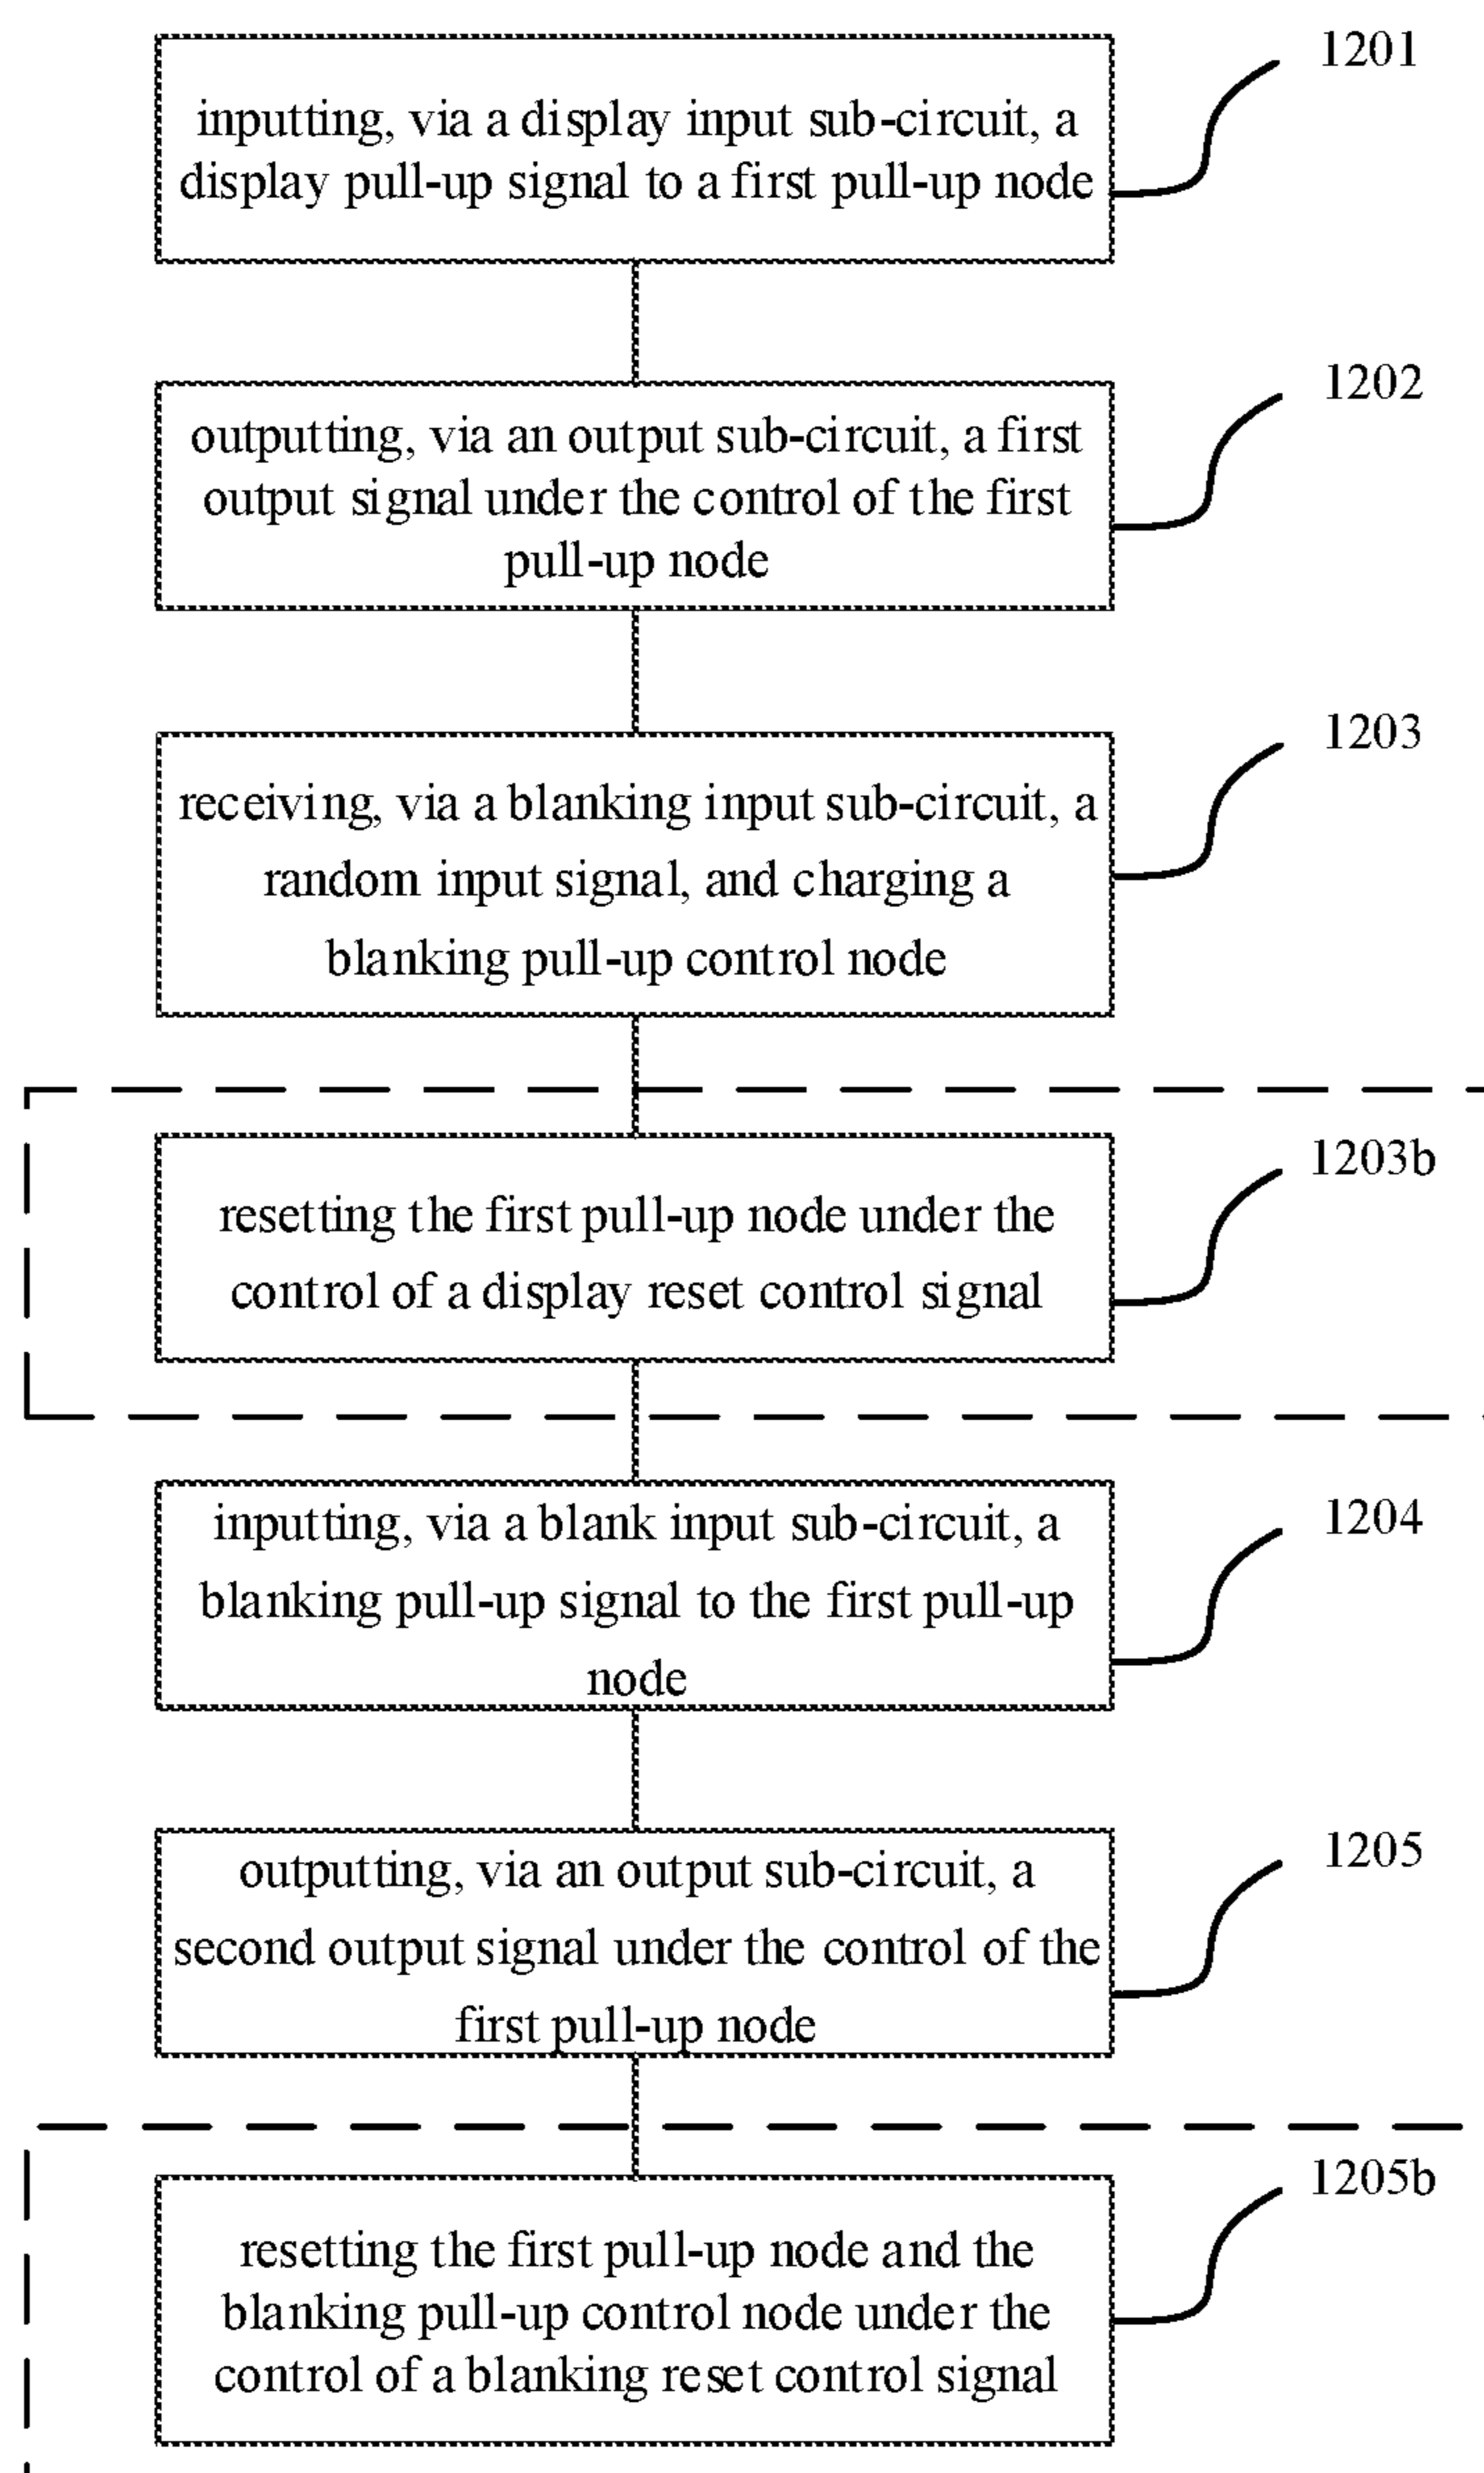 1201
inputting, via a display input sub-circuit, a
display pull-up signal to a first pull-up node
1202
outputting, via an output sub-circuit, a first
output signal under the control of the first
pull-up node
1203
receiving, via a blanking input sub-circuit, a
random input signal, and charging a
blanking pull-up control node
1203b
resetting the first pull-up node under the
control of a display reset control signal
1204
inputting, via a blank input sub-circuit, a
blanking pull-up signal to the first pull-up
node
1205
outputting, via an output sub-circuit, a
second output signal under the control of the
first pull-up node
1205b
resetting the first pull-up node and the
blanking pull-up control node under the
control of a blanking reset control signal